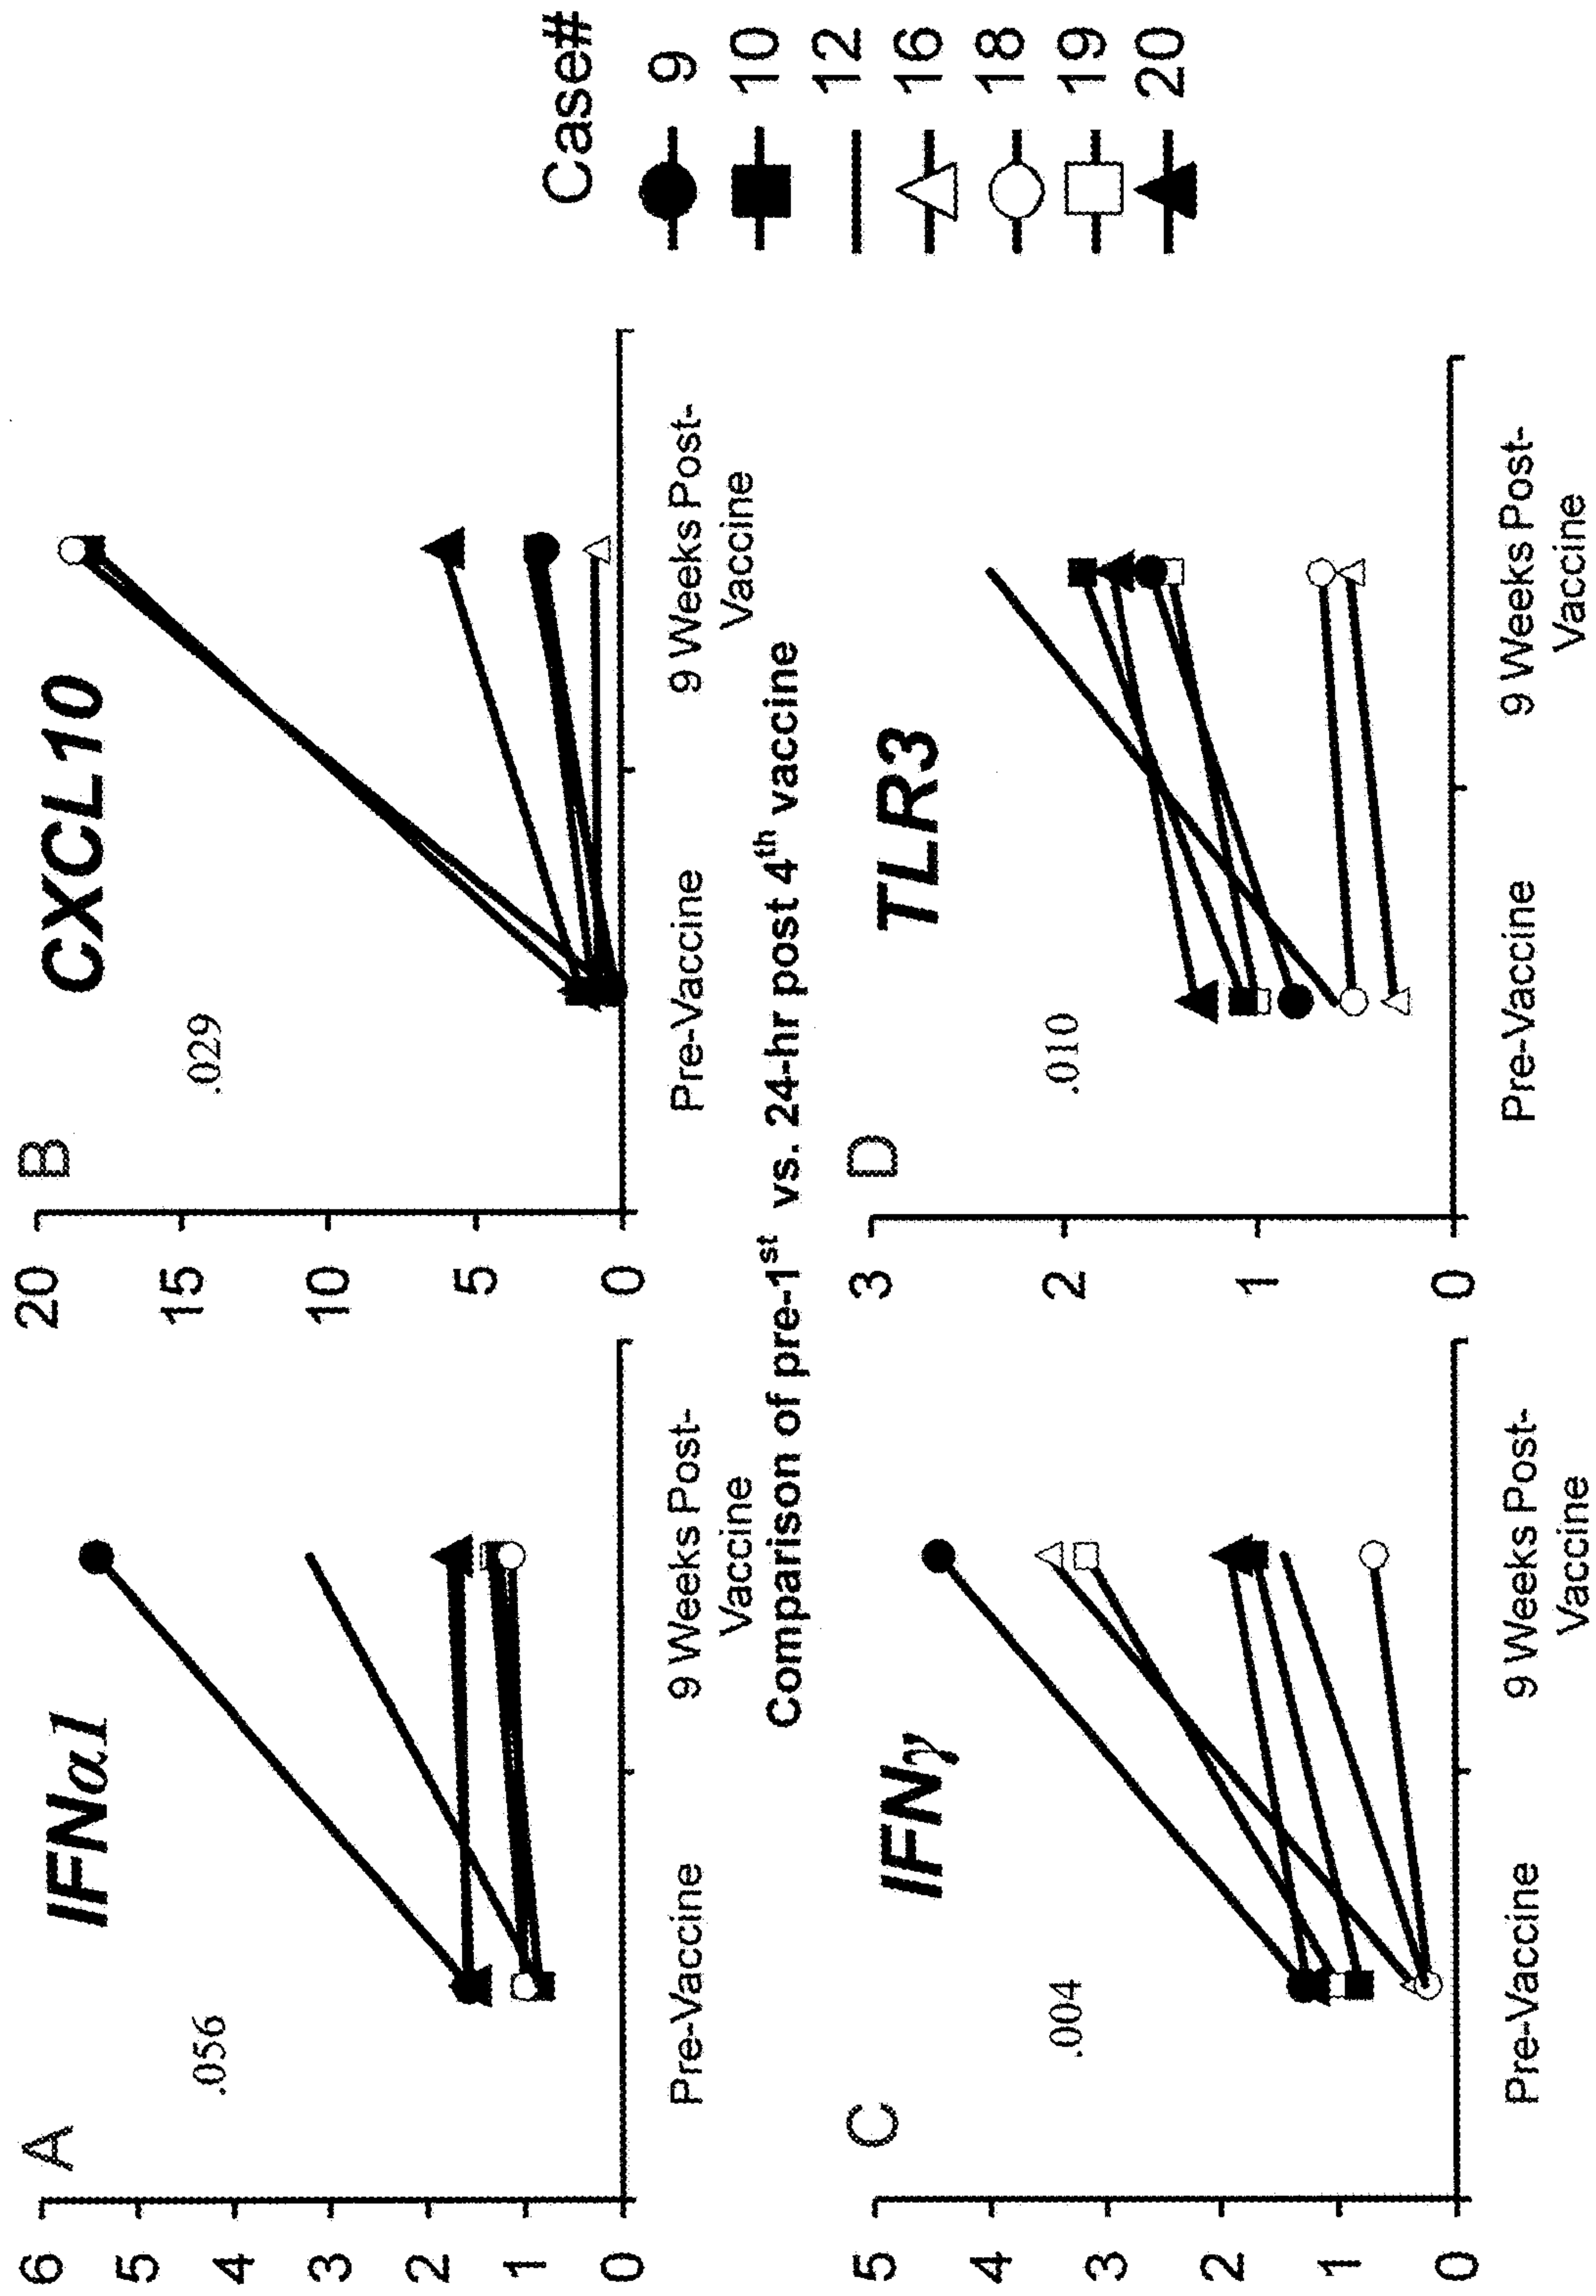 A
IFNα1
.056
6
5
4
3
2
1
0
Pre-Vaccine
9 Weeks Post-
Vaccine
B
CXCL10
.029
20
15
10
5
0
Pre-Vaccine
9 Weeks Post-
Vaccine
Case#
9
10
12
16
18
19
20
Comparison of pre-1st vs. 24-hr post 4th vaccine
C
IFNγ
.004
5
4
3
2
1
0
Pre-Vaccine
9 Weeks Post-
Vaccine
D
TLR3
.010
3
2
1
0
Pre-Vaccine
9 Weeks Post-
Vaccine